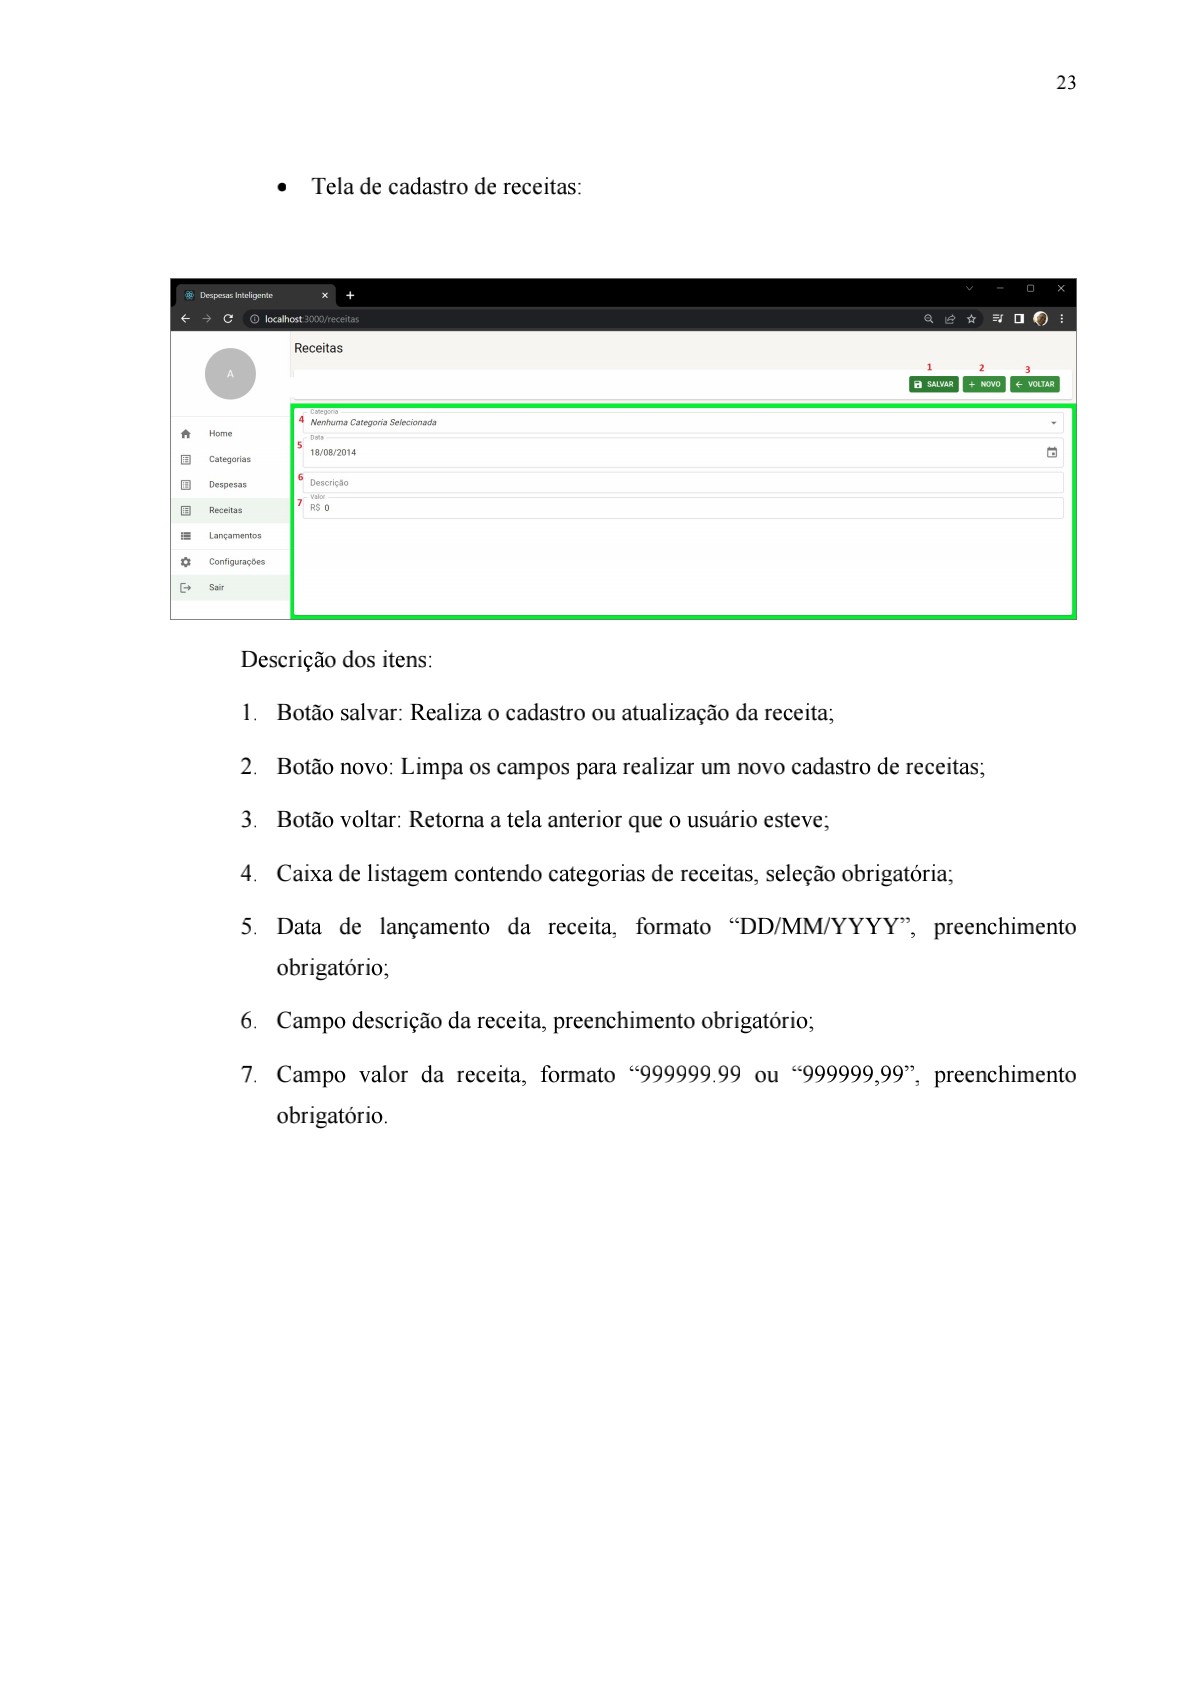 23
• Tela de cadastro de receitas:
Despesas Inteligente
localhost:3000/receitas
A
Receitas
1 2 3
SALVAR NOVO VOLTAR
Home
Categorias
Despesas
Receitas
Lançamentos
Configurações
Sair
Categoria
4 Nenhuma Categoria Selecionada
Data
5 18/08/2014
6 Descrição
Valor
7 R$ 0
Descrição dos itens:
1. Botão salvar: Realiza o cadastro ou atualização da receita;
2. Botão novo: Limpa os campos para realizar um novo cadastro de receitas;
3. Botão voltar: Retorna a tela anterior que o usuário esteve;
4. Caixa de listagem contendo categorias de receitas, seleção obrigatória;
5. Data de lançamento da receita, formato “DD/MM/YYYY”, preenchimento
obrigatório;
6. Campo descrição da receita, preenchimento obrigatório;
7. Campo valor da receita, formato “999999.99 ou “999999,99”, preenchimento
obrigatório.